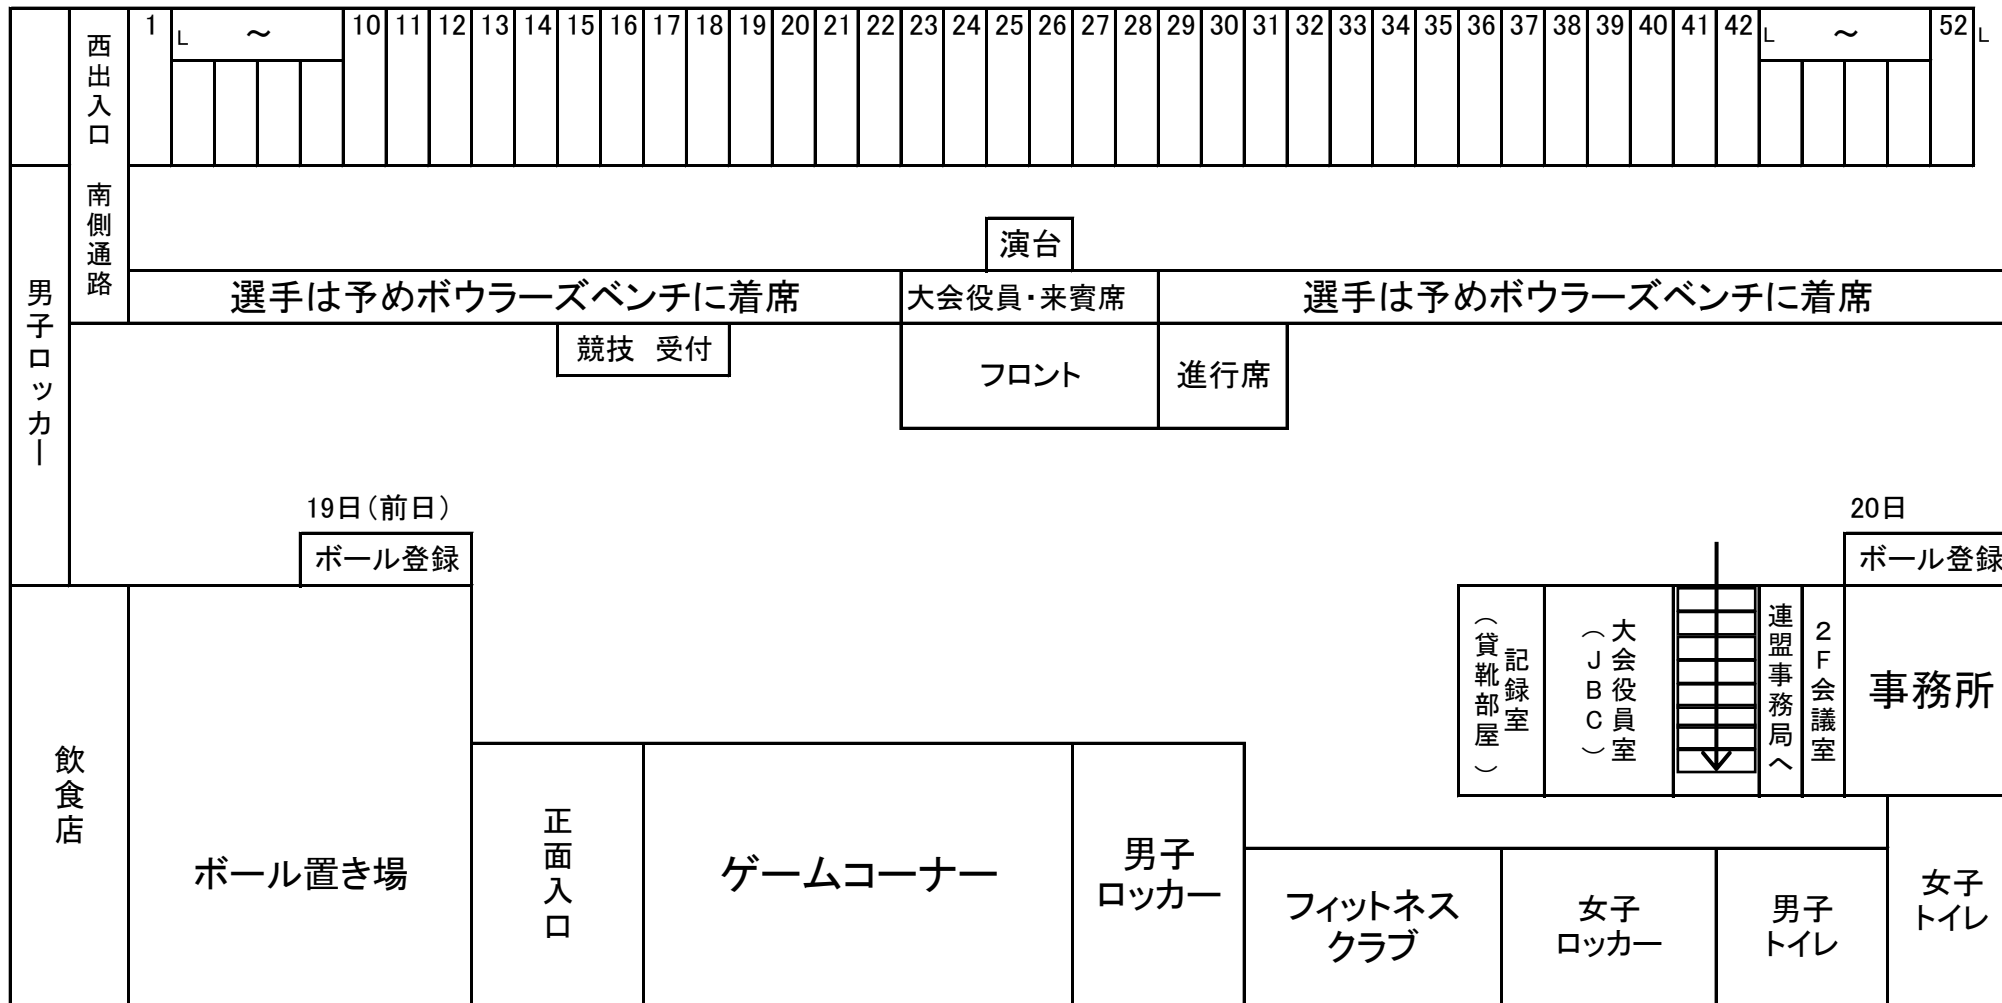 西出入口 南側通路
1 L ～ 10 11 12 13 14 15 16 17 18 19 20 21 22 23 24 25 26 27 28 29 30 31 32 33 34 35 36 37 38 39 40 41 42 L ～ 52 L
演台
選手は予めボウラーズベンチに着席 大会役員・来賓席 選手は予めボウラーズベンチに着席
男子ロッカー
競技 受付
フロント
進行席
19日（前日）
ボール登録
20日
ボール登録
記録室
（貸靴部屋）
大会役員室
（JBC）
連盟事務局へ
2F会議室
事務所
飲食店
ボール置き場
正面入口
ゲームコーナー
男子
ロッカー
フィットネス
クラブ
女子
ロッカー
男子
トイレ
女子
トイレ